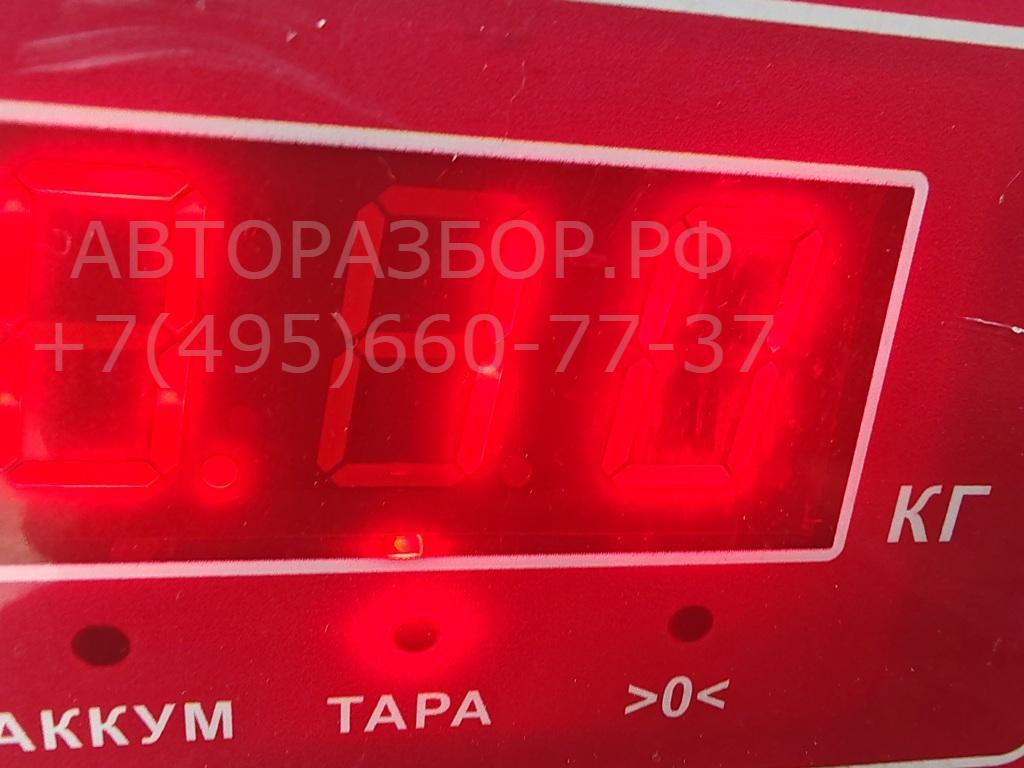 АВТОРАЗБОР.РФ
+7(495)660-77-37
КГ
АККУМ
ТАРА
>0<